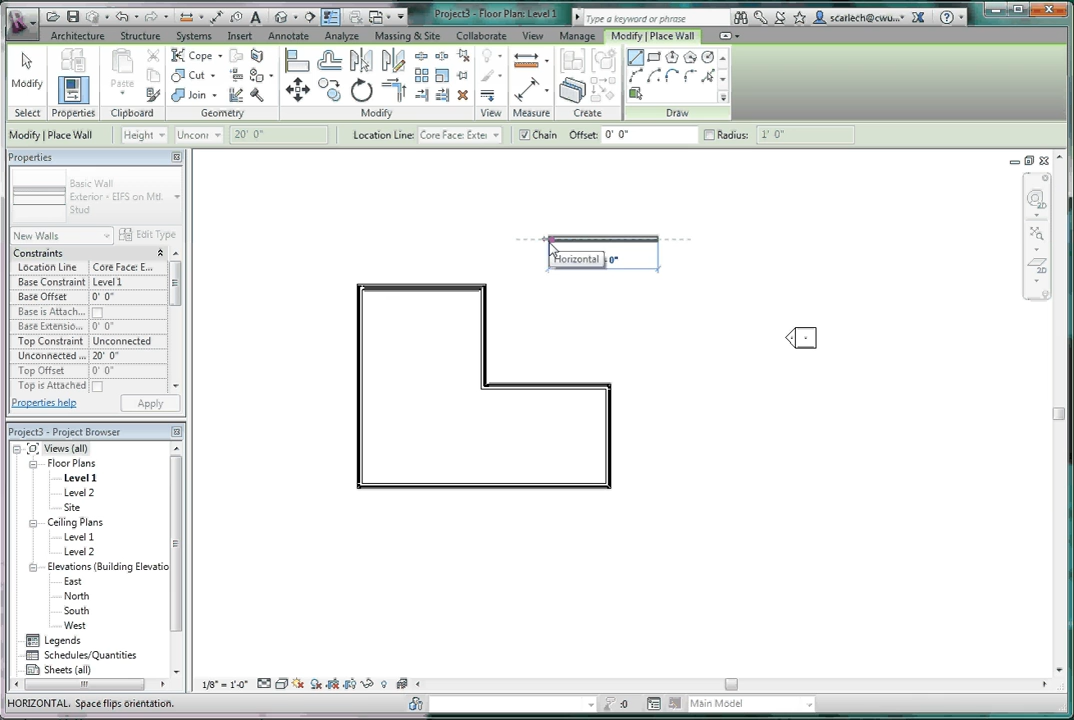 Project3 - Floor Plan: Level 1
Type a keyword or phrase
scarlech@cwu...
Architecture Structure Systems Insert Annotate Analyze Massing & Site Collaborate View Manage Modify | Place Wall
Modify
Paste
Cope
Cut
Join
Select Properties Clipboard Geometry Modify View Measure Create Draw
Modify | Place Wall Height Unconr 20' 0" Location Line: Core Face: Exter Chain Offset: 0' 0" Radius: 1' 0"
Properties
Basic Wall
Exterior - EIFS on Mtl.
Stud
New Walls Edit Type
Constraints
Location Line Core Face: E...
Base Constraint Level 1
Base Offset 0' 0"
Base is Attach...
Base Extensio... 0' 0"
Top Constraint Unconnected
Unconnected ... 20' 0"
Top Offset 0' 0"
Top is Attached
Properties help Apply
Project3 - Project Browser
Views (all)
Floor Plans
Level 1
Level 2
Site
Ceiling Plans
Level 1
Level 2
Elevations (Building Elevatio
East
North
South
West
Legends
Schedules/Quantities
Sheets (all)
Horizontal 0"
2D
2D
1/8" = 1'-0"
HORIZONTAL. Space flips orientation. :0 Main Model